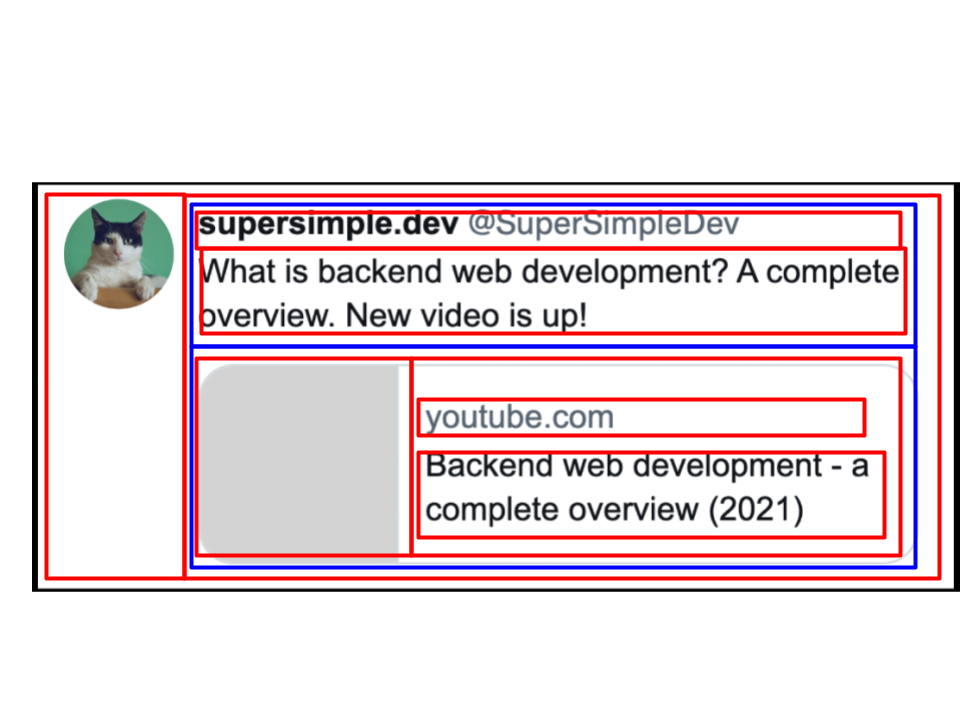 supersimple.dev @SuperSimpleDev
What is backend web development? A complete
overview. New video is up!
youtube.com
Backend web development - a
complete overview (2021)